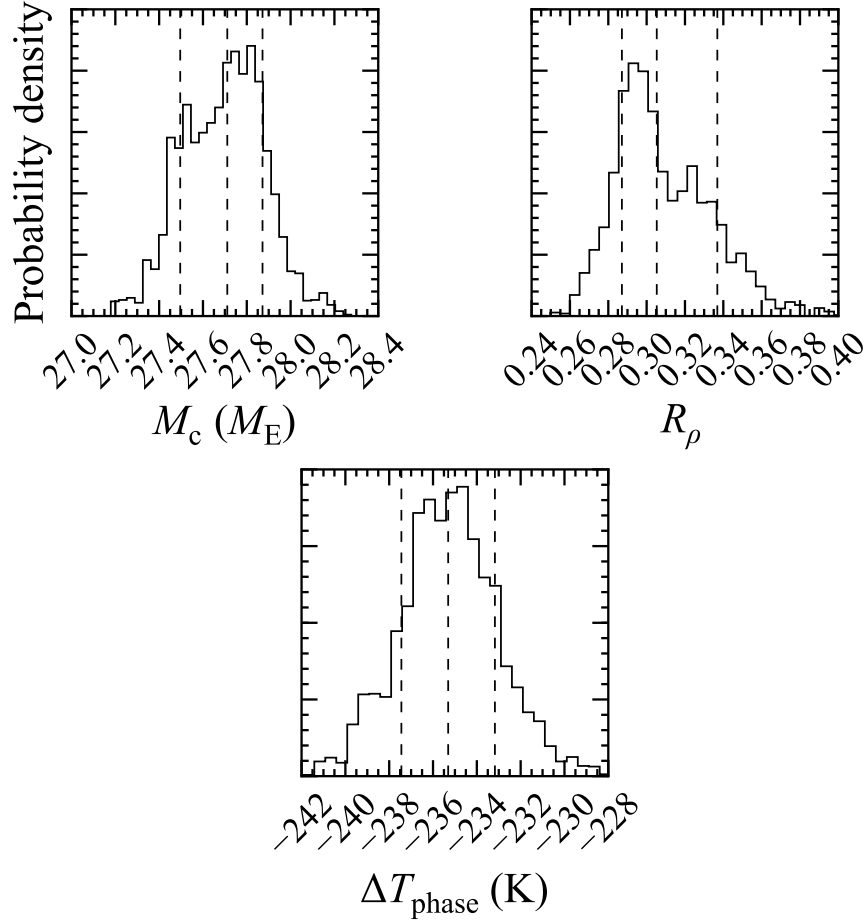 Probability density
27.0 27.2 27.4 27.6 27.8 28.0 28.2 28.4
M_c (M_E)
0.24 0.26 0.28 0.30 0.32 0.34 0.36 0.38 0.40
R_ρ
−242 −240 −238 −236 −234 −232 −230 −228
ΔT_phase (K)